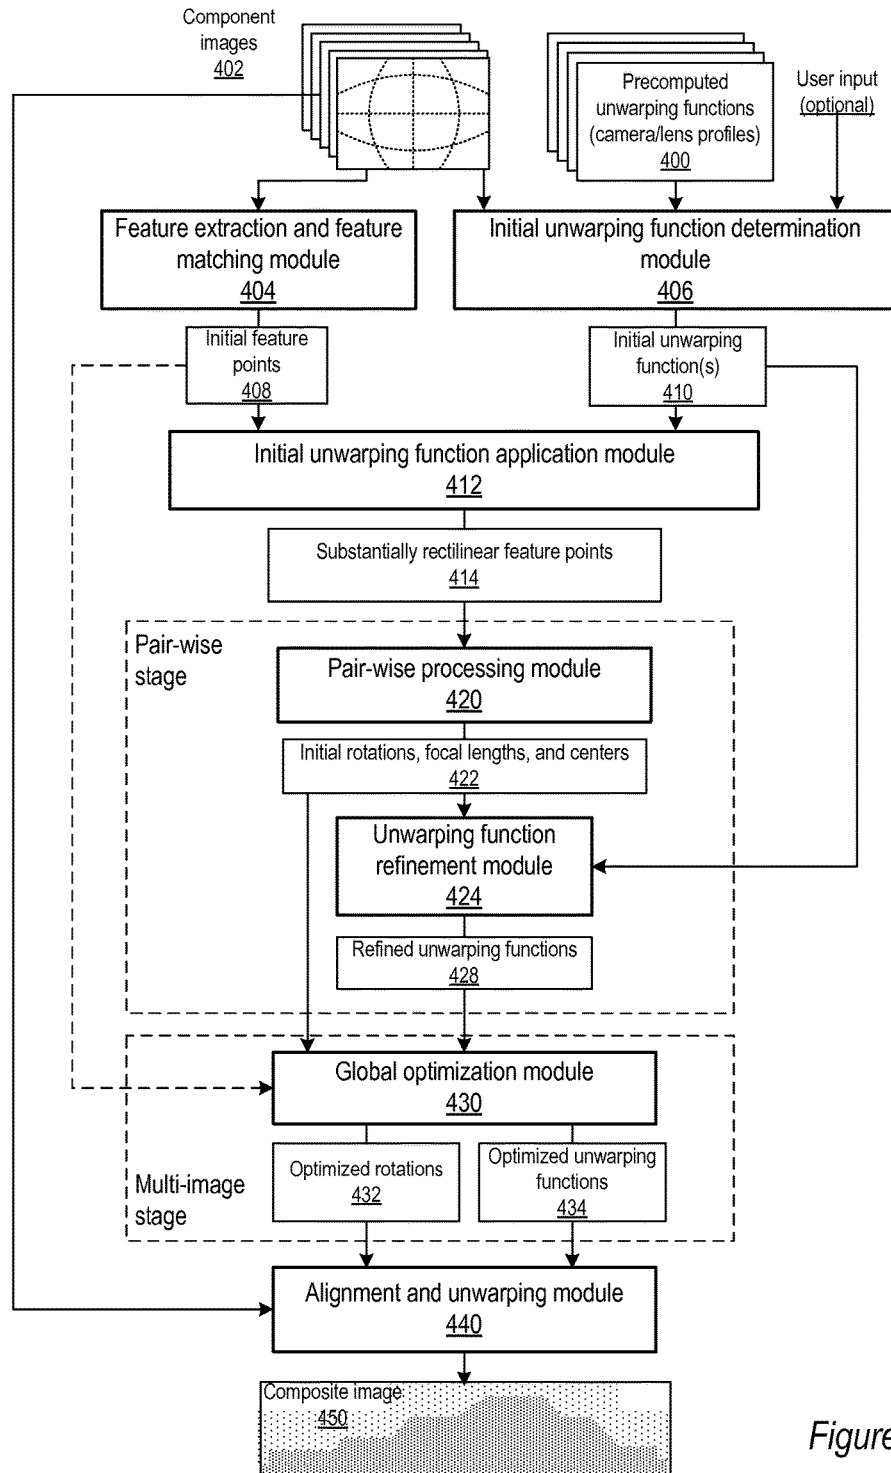 Component
images
402
Precomputed
unwarping functions
(camera/lens profiles)
400
User input
(optional)
Feature extraction and feature
matching module
404
Initial unwarping function determination
module
406
Initial feature
points
408
Initial unwarping
function(s)
410
Initial unwarping function application module
412
Substantially rectilinear feature points
414
Pair-wise
stage
Pair-wise processing module
420
Initial rotations, focal lengths, and centers
422
Unwarping function
refinement module
424
Refined unwarping functions
428
Global optimization module
430
Optimized rotations
432
Optimized unwarping
functions
434
Multi-image
stage
Alignment and unwarping module
440
Composite image
450
Figure